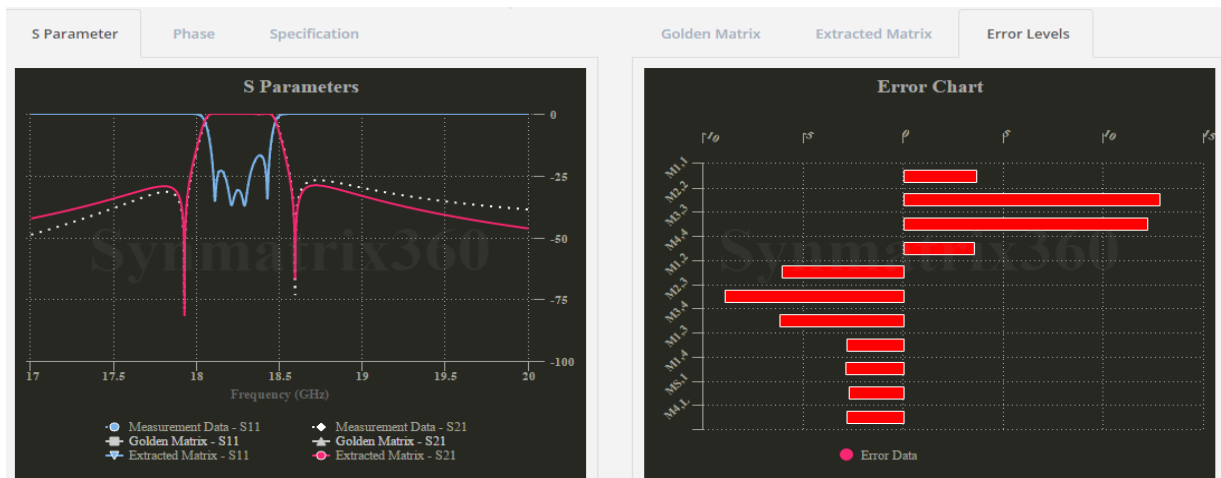 S Parameter Phase Specification
Golden Matrix Extracted Matrix Error Levels
S Parameters
0
-25
-50
-75
-100
17 17.5 18 18.5 19 19.5 20
Frequency (GHz)
Synmatrix360
Measurement Data - S11 Measurement Data - S21
Golden Matrix - S11 Golden Matrix - S21
Extracted Matrix - S11 Extracted Matrix - S21
Error Chart
-10 -5 0 5 10 15
M1,1
M2,2
M3,3
M4,4
M1,2
M2,3
M3,4
M1,3
M1,4
MS,1
M4,L
Synmatrix360
Error Data